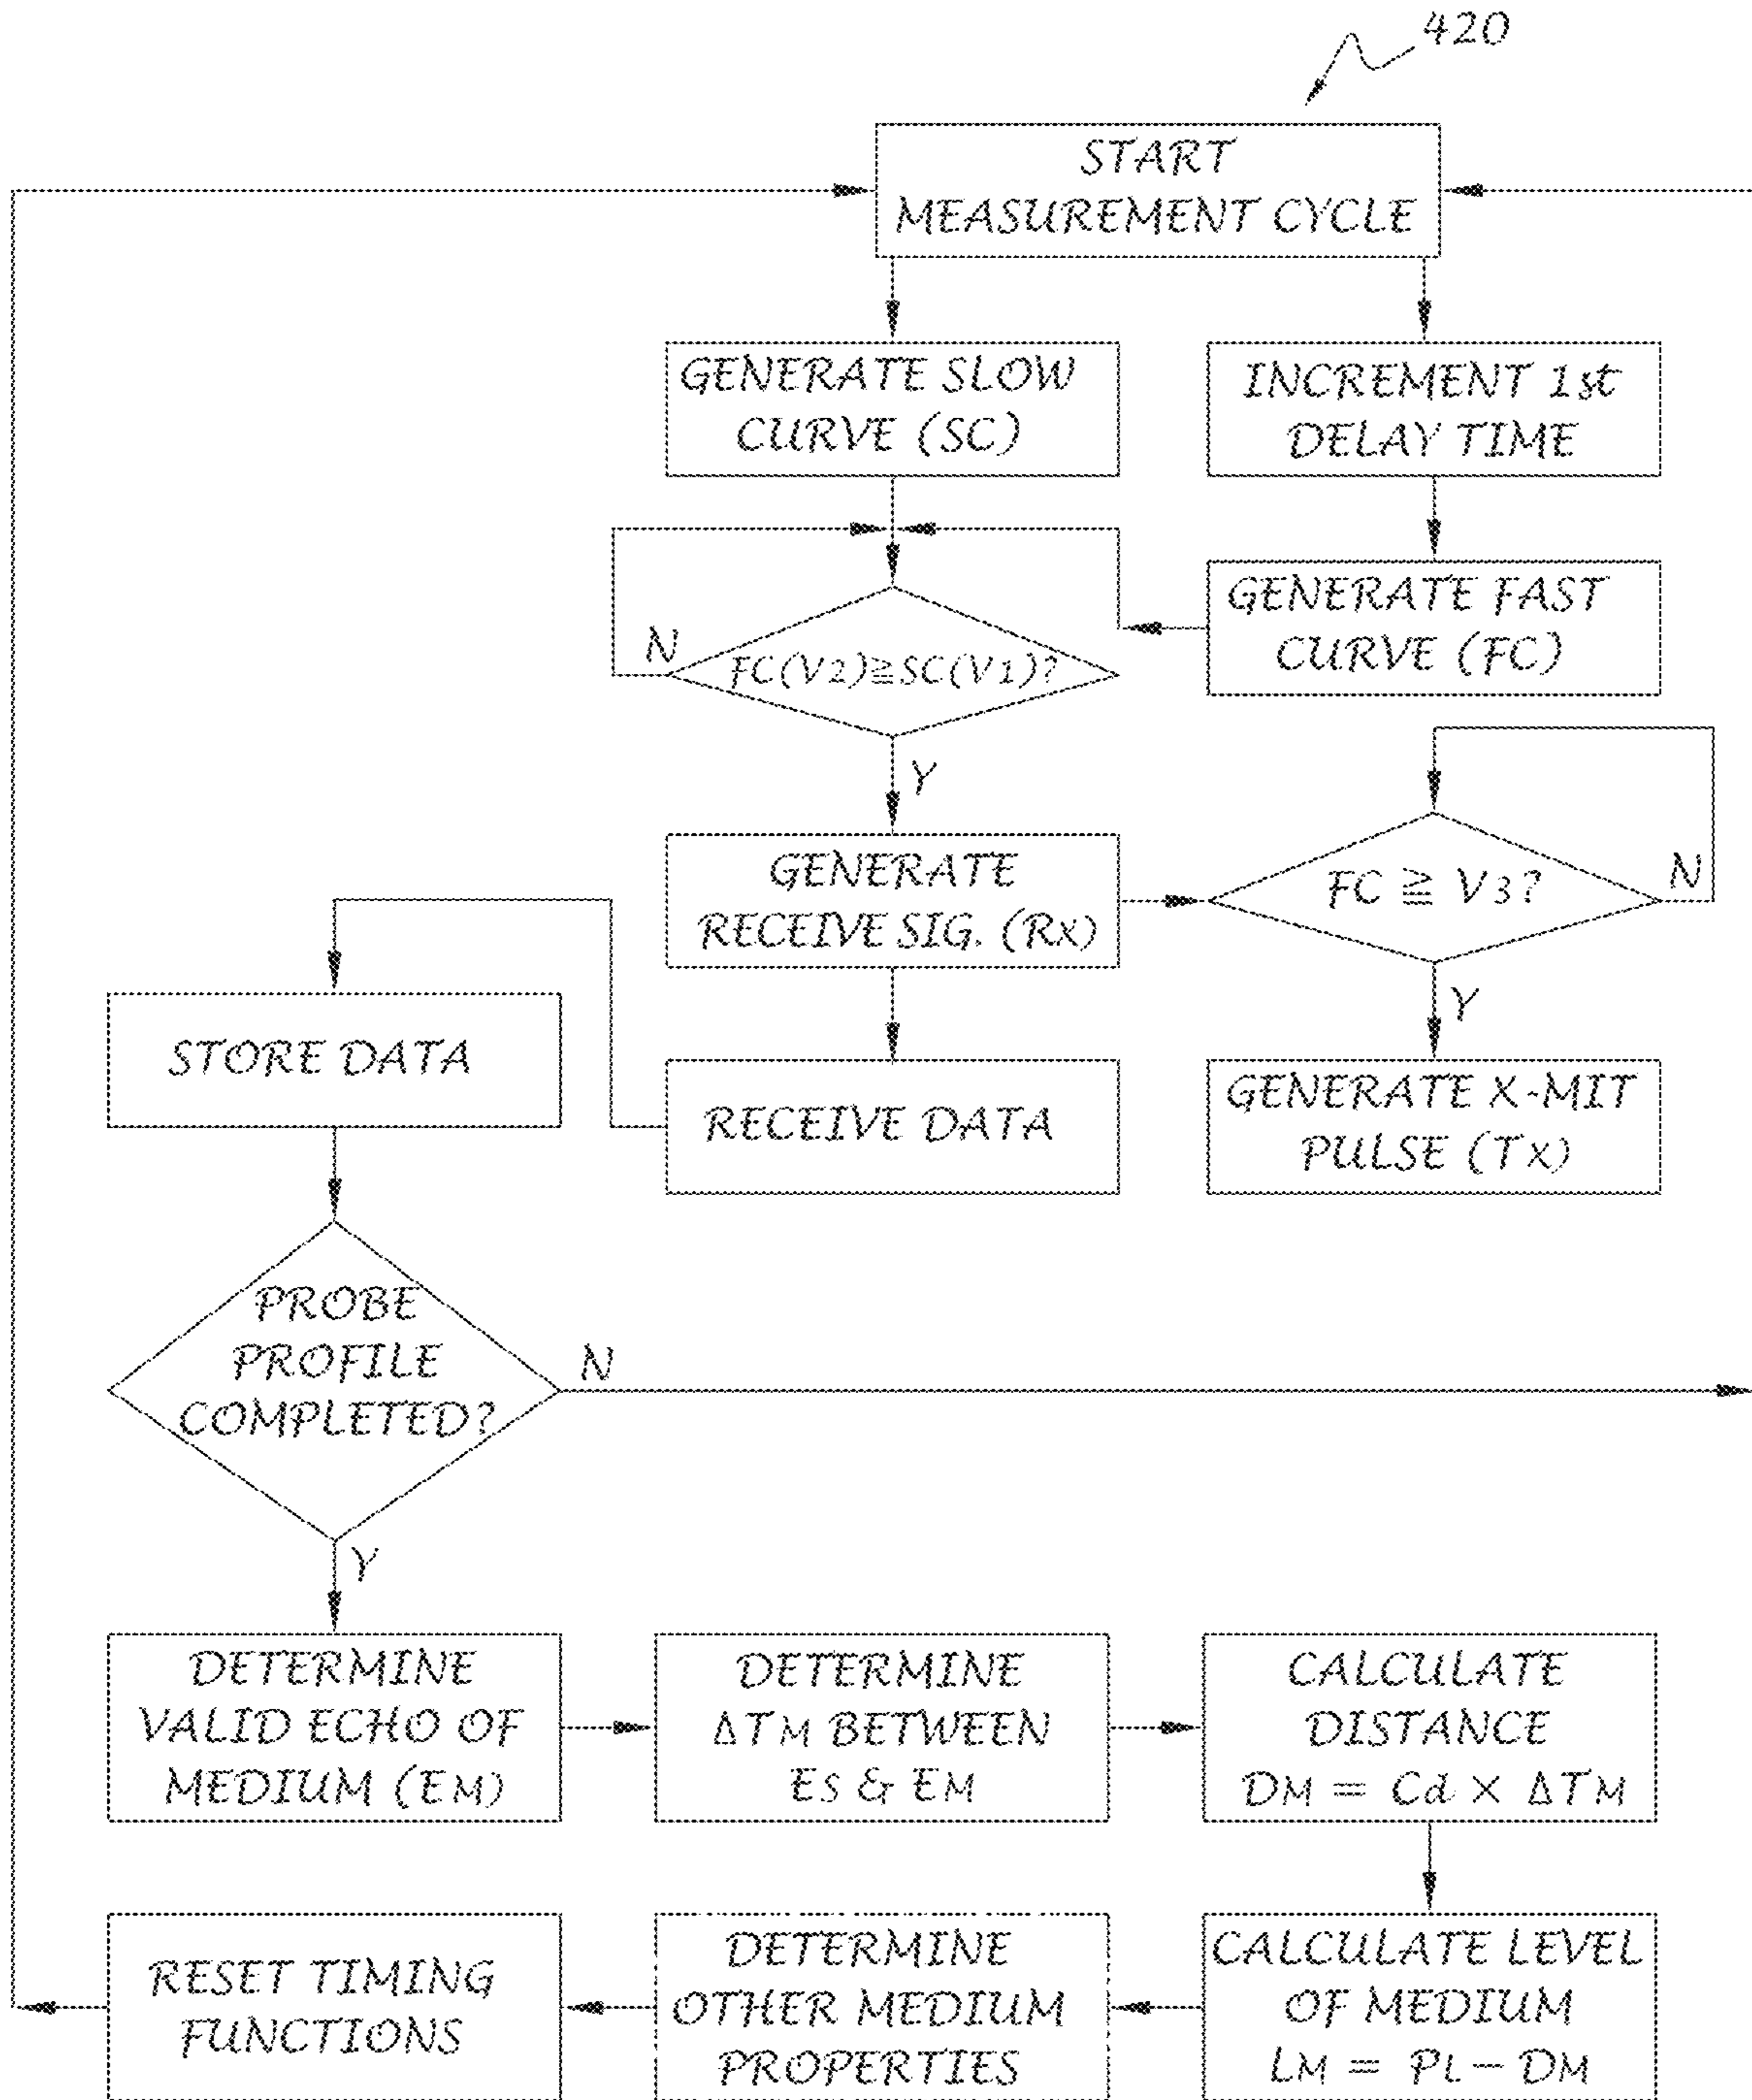 420
START
MEASUREMENT CYCLE
GENERATE SLOW
CURVE (SC)
INCREMENT 1st
DELAY TIME
GENERATE FAST
CURVE (FC)
N
FC(V2)≧SC(V1)?
Y
GENERATE
RECEIVE SIG. (RX)
FC ≧ V3?
N
Y
STORE DATA
RECEIVE DATA
GENERATE X-MIT
PULSE (TX)
PROBE
PROFILE
COMPLETED?
N
Y
DETERMINE
VALID ECHO OF
MEDIUM (EM)
DETERMINE
ΔTM BETWEEN
ES & EM
CALCULATE
DISTANCE
DM = Cd × ΔTM
RESET TIMING
FUNCTIONS
DETERMINE
OTHER MEDIUM
PROPERTIES
CALCULATE LEVEL
OF MEDIUM
LM = PL – DM